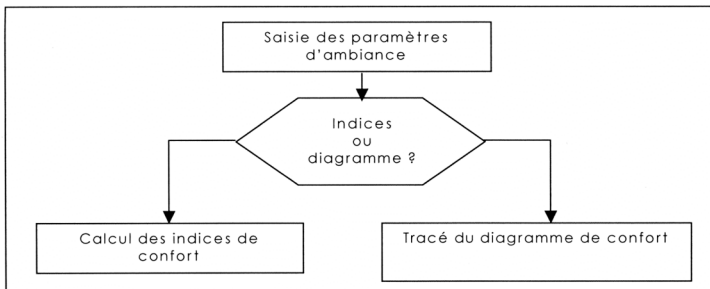 Saisie des paramètres
d'ambiance
Indices
ou
diagramme ?
Calcul des indices de
confort
Tracé du diagramme de confort